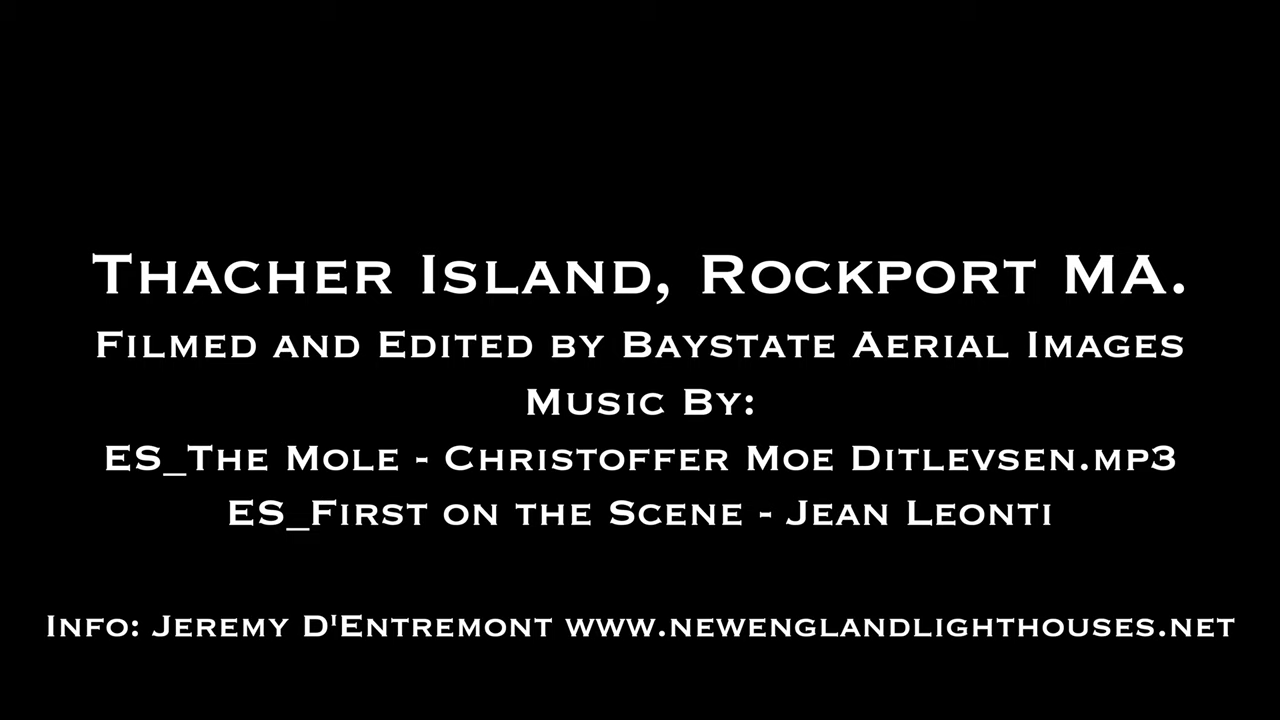 Thacher Island, Rockport MA.
Filmed and Edited by Baystate Aerial Images
Music By:
ES_The Mole - Christoffer Moe Ditlevsen.mp3
ES_First on the Scene - Jean Leonti
Info: Jeremy D'Entremont www.newenglandlighthouses.net